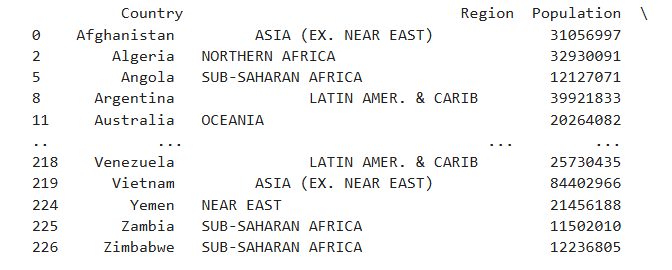 Country Region Population \
0 Afghanistan ASIA (EX. NEAR EAST) 31056997
2 Algeria NORTHERN AFRICA 32930091
5 Angola SUB-SAHARAN AFRICA 12127071
8 Argentina LATIN AMER. & CARIB 39921833
11 Australia OCEANIA 20264082
.. ... ... ...
218 Venezuela LATIN AMER. & CARIB 25730435
219 Vietnam ASIA (EX. NEAR EAST) 84402966
224 Yemen NEAR EAST 21456188
225 Zambia SUB-SAHARAN AFRICA 11502010
226 Zimbabwe SUB-SAHARAN AFRICA 12236805